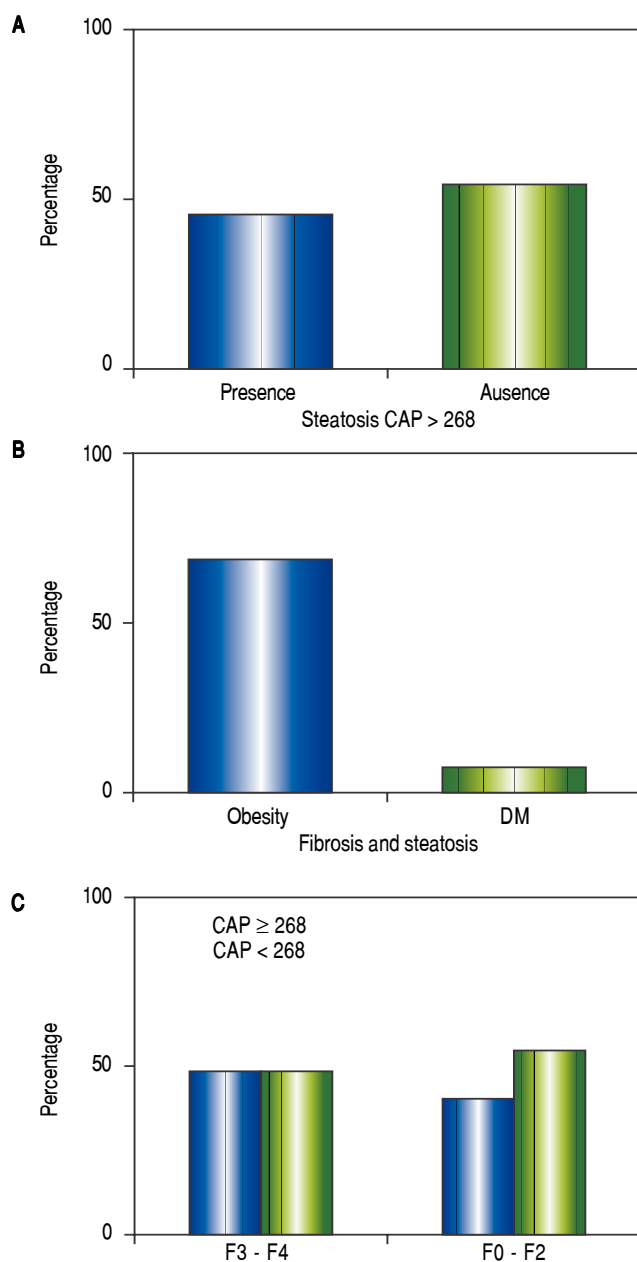 A
100
Percentage
50
0
Presence Ausence
Steatosis CAP > 268
B
100
Percentage
50
0
Obesity DM
Fibrosis and steatosis
C
100
CAP ≥ 268
CAP < 268
Percentage
50
0
F3 - F4 F0 - F2